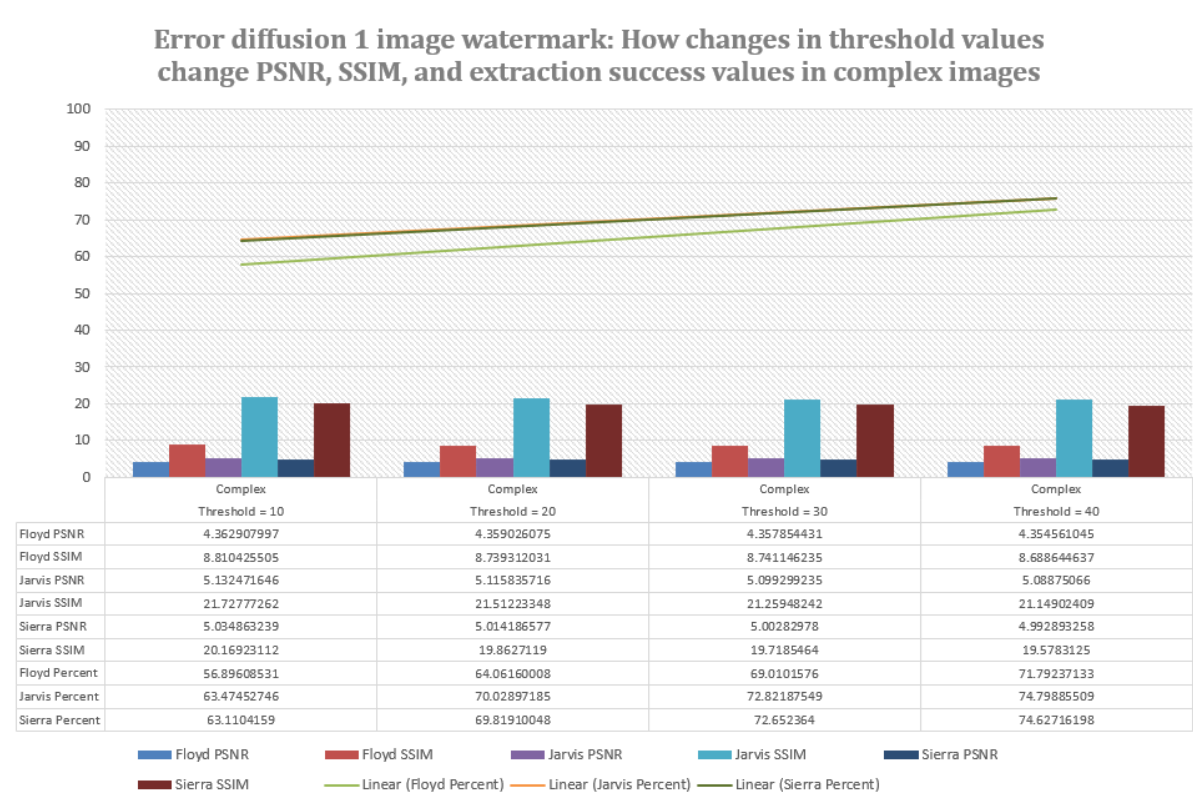 Error diffusion 1 image watermark: How changes in threshold values
change PSNR, SSIM, and extraction success values in complex images
100
90
80
70
60
50
40
30
20
10
0
Complex Complex Complex Complex
Threshold = 10 Threshold = 20 Threshold = 30 Threshold = 40
Floyd PSNR 4.362907997 4.359026075 4.357854431 4.354561045
Floyd SSIM 8.810425505 8.739312031 8.741146235 8.688644637
Jarvis PSNR 5.132471646 5.115835716 5.099299235 5.08875066
Jarvis SSIM 21.72777262 21.51223348 21.25948242 21.14902409
Sierra PSNR 5.034863239 5.014186577 5.00282978 4.992893258
Sierra SSIM 20.16923112 19.8627119 19.7185464 19.5783125
Floyd Percent 56.89608531 64.06160008 69.0101576 71.79237133
Jarvis Percent 63.47452746 70.02897185 72.82187549 74.79885509
Sierra Percent 63.1104159 69.81910048 72.652364 74.62716198
Floyd PSNR Floyd SSIM Jarvis PSNR Jarvis SSIM Sierra PSNR
Sierra SSIM Linear (Floyd Percent) Linear (Jarvis Percent) Linear (Sierra Percent)